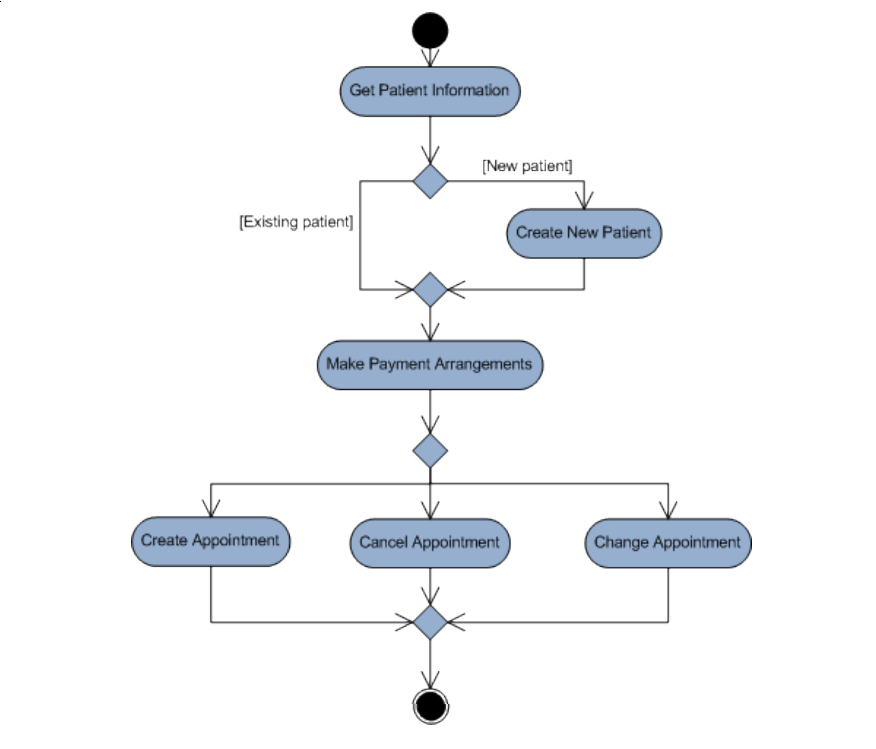 Get Patient Information
[New patient]
[Existing patient]
Create New Patient
Make Payment Arrangements
Create Appointment
Cancel Appointment
Change Appointment